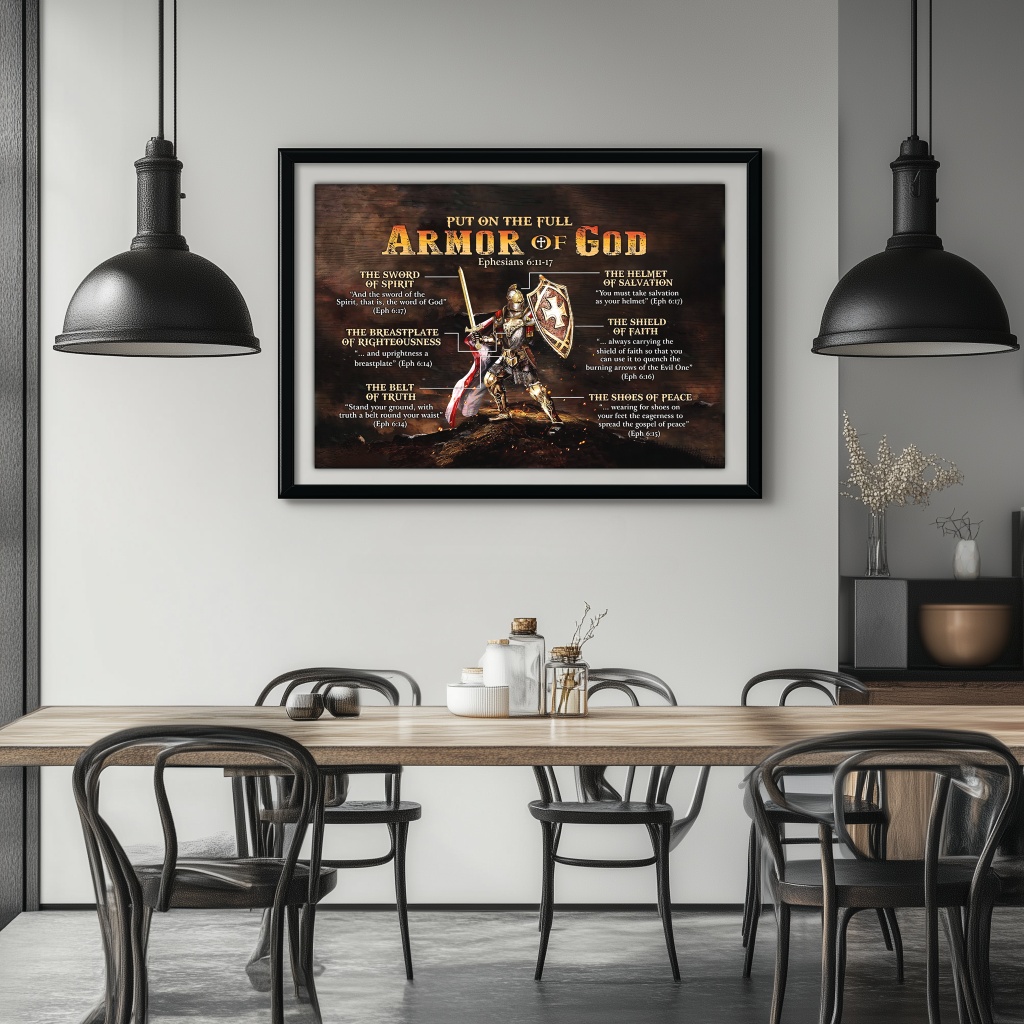 PUT ON THE FULL
ARMOR OF GOD
Ephesians 6:11-17
THE SWORD
OF SPIRIT
"And the sword of the
Spirit, that is, the word of God"
(Eph 6:17)
THE BREASTPLATE
OF RIGHTEOUSNESS
"... and uprightness a
breastplate" (Eph 6:14)
THE BELT
OF TRUTH
"Stand your ground, with
truth a belt round your waist"
(Eph 6:14)
THE HELMET
OF SALVATION
"You must take salvation
as your helmet" (Eph 6:17)
THE SHIELD
OF FAITH
"... always carrying the
shield of faith so that you
can use it to quench the
burning arrows of the Evil One"
(Eph 6:16)
THE SHOES OF PEACE
"... wearing for shoes on
your feet the eagerness to
spread the gospel of peace"
(Eph 6:15)